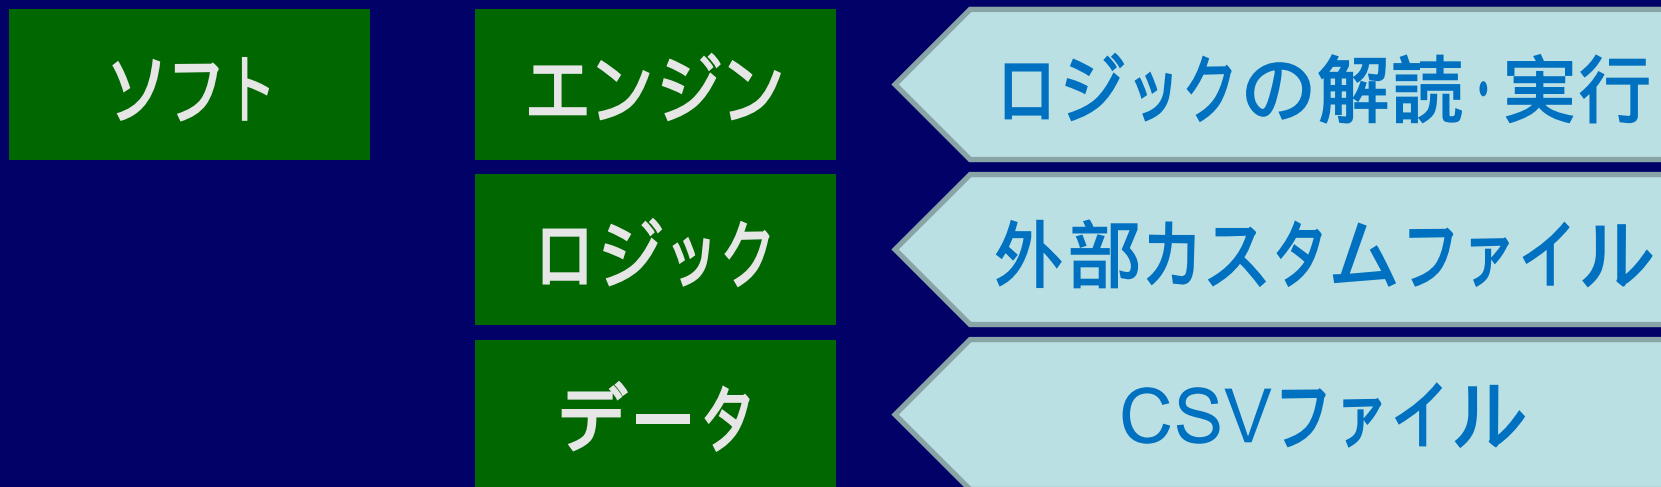 ソフト
エンジン
ロジックの解読・実行
ロジック
外部カスタムファイル
データ
CSVファイル